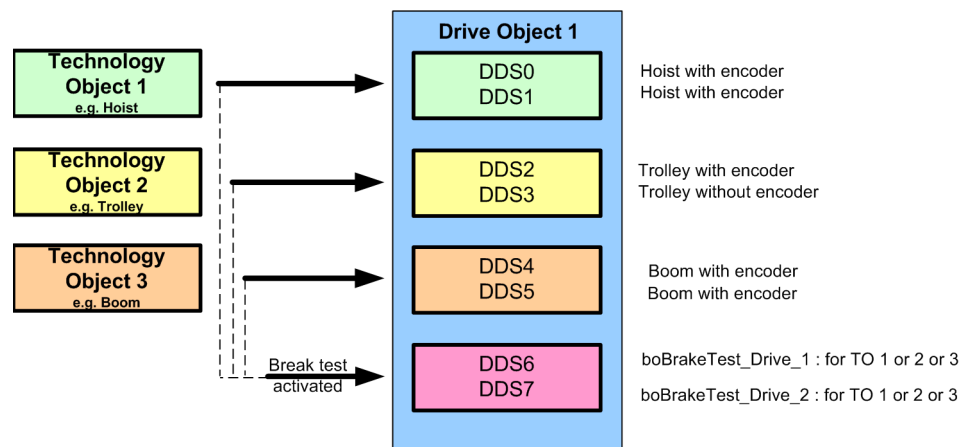 Drive Object 1
Technology
Object 1
e.g. Hoist
DDS0
DDS1
Hoist with encoder
Hoist with encoder
Technology
Object 2
e.g. Trolley
DDS2
DDS3
Trolley with encoder
Trolley without encoder
Technology
Object 3
e.g. Boom
DDS4
DDS5
Boom with encoder
Boom with encoder
Break test
activated
DDS6
DDS7
boBrakeTest_Drive_1 : for TO 1 or 2 or 3
boBrakeTest_Drive_2 : for TO 1 or 2 or 3